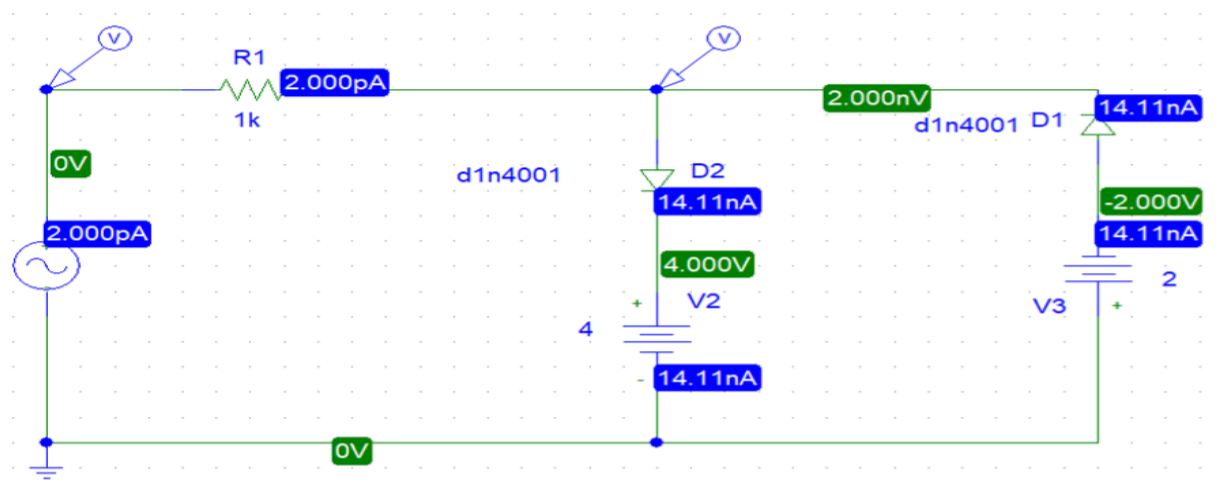 V
V
R1
2.000pA
1k
2.000nV
14.11nA
d1n4001
D1
0V
d1n4001
D2
14.11nA
-2.000V
2.000pA
14.11nA
4.000V
2
+
V2
V3
+
4
-
14.11nA
0V